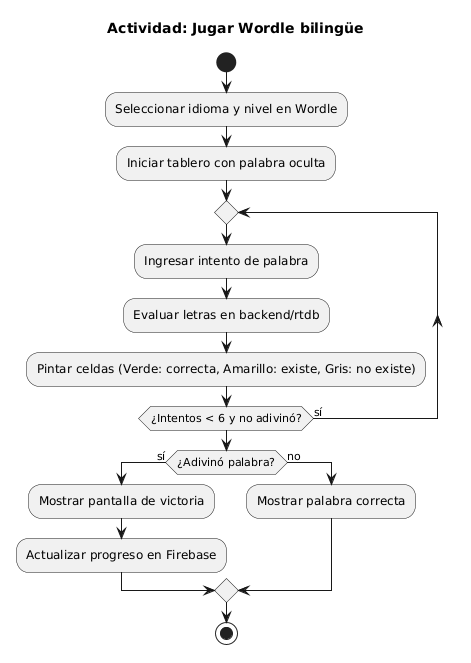 Actividad: Jugar Wordle bilingüe
Seleccionar idioma y nivel en Wordle
Iniciar tablero con palabra oculta
Ingresar intento de palabra
Evaluar letras en backend/rtdb
Pintar celdas (Verde: correcta, Amarillo: existe, Gris: no existe)
¿Intentos < 6 y no adivinó?
sí
¿Adivinó palabra?
sí
no
Mostrar pantalla de victoria
Mostrar palabra correcta
Actualizar progreso en Firebase